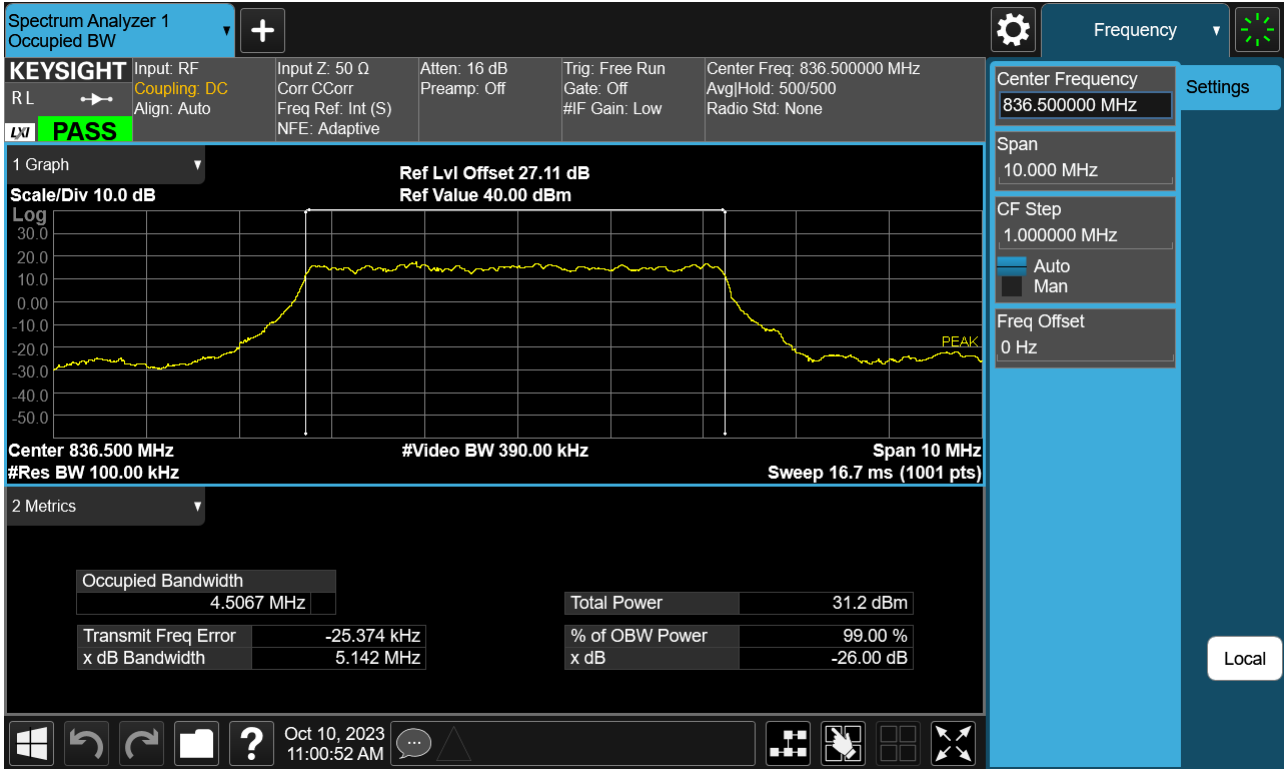 Spectrum Analyzer 1
Occupied BW
Frequency
KEYSIGHT
R L
LXI PASS
Input: RF
Coupling: DC
Align: Auto
Input Z: 50 Ω
Corr CCorr
Freq Ref: Int (S)
NFE: Adaptive
Atten: 16 dB
Preamp: Off
Trig: Free Run
Gate: Off
#IF Gain: Low
Center Freq: 836.500000 MHz
Avg|Hold: 500/500
Radio Std: None
Center Frequency
836.500000 MHz
Settings
Span
10.000 MHz
CF Step
1.000000 MHz
Auto
Man
Freq Offset
0 Hz
Local
1 Graph
Ref Lvl Offset 27.11 dB
Scale/Div 10.0 dB
Ref Value 40.00 dBm
Log
30.0
20.0
10.0
0.00
-10.0
-20.0
-30.0
-40.0
-50.0
PEAK
Center 836.500 MHz
#Video BW 390.00 kHz
Span 10 MHz
#Res BW 100.00 kHz
Sweep 16.7 ms (1001 pts)
2 Metrics
Occupied Bandwidth
4.5067 MHz
Total Power 31.2 dBm
Transmit Freq Error -25.374 kHz
% of OBW Power 99.00 %
x dB Bandwidth 5.142 MHz
x dB -26.00 dB
?
Oct 10, 2023
11:00:52 AM